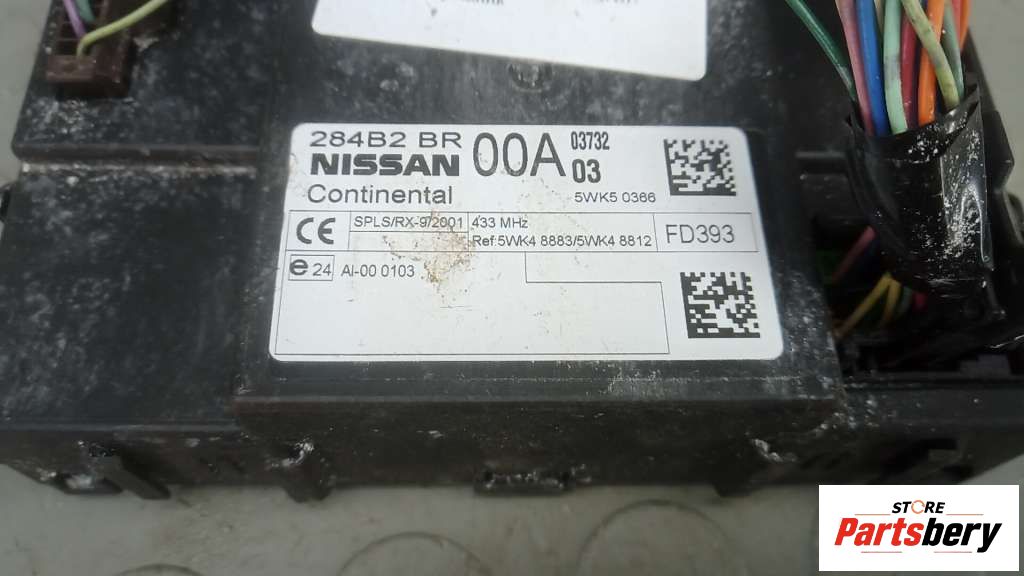 284B2 BR 00A 03732
NISSAN 03
Continental 5WK5 0366
CE SPLS/RX-9/2001 433 MHz FD393
Ref:5WK4 8883/5WK4 8812
e 24 AI-00 0103
STORE
Partsbery